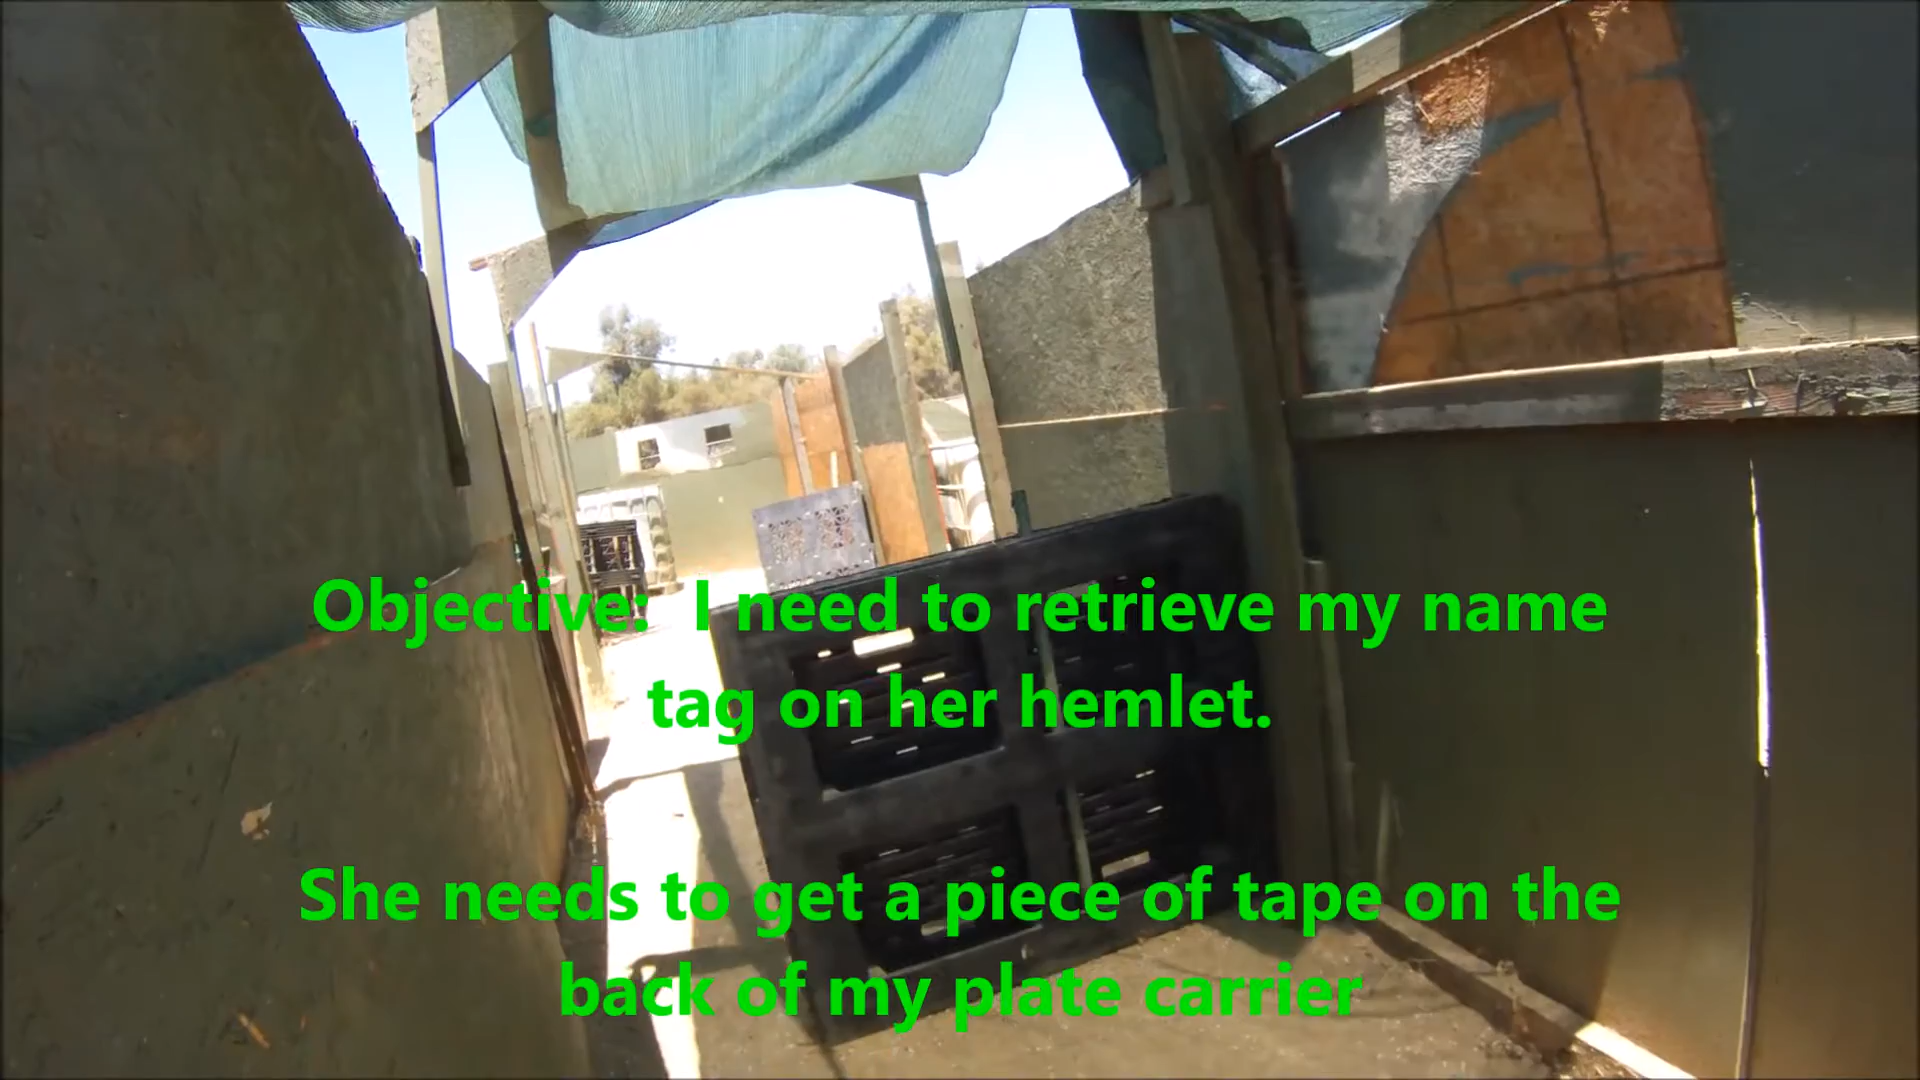 Objective:  I need to retrieve my name
tag on her hemlet.
She needs to get a piece of tape on the
back of my plate carrier